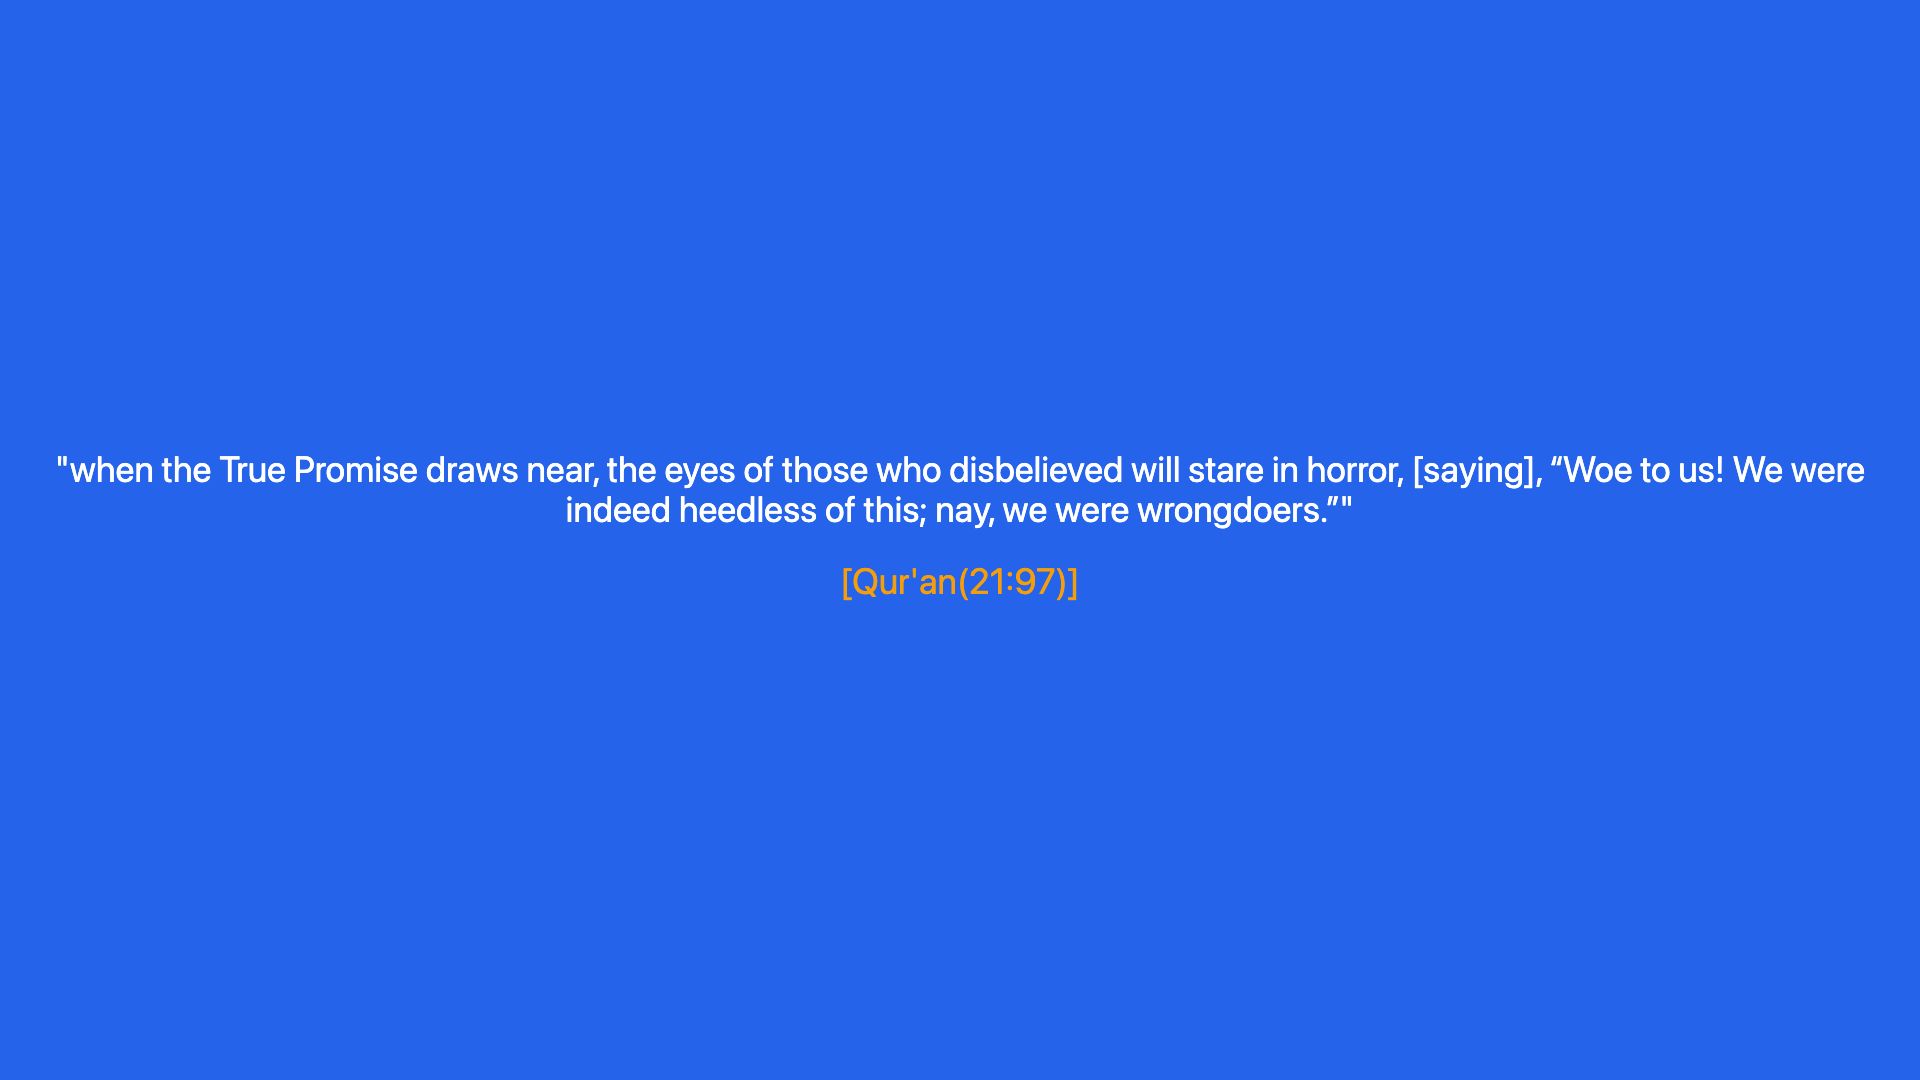 "when the True Promise draws near, the eyes of those who disbelieved will stare in horror, [saying], “Woe to us! We were
indeed heedless of this; nay, we were wrongdoers.”"
[Qur'an(21:97)]